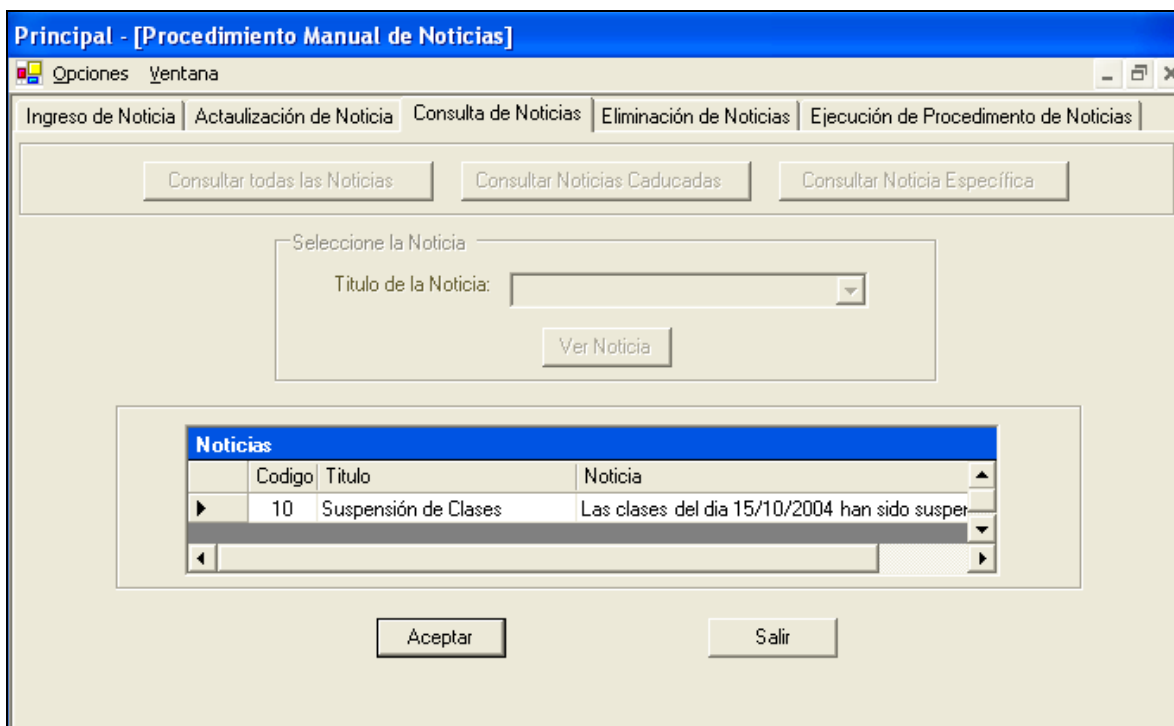 Principal - [Procedimiento Manual de Noticias]
Opciones Ventana
Ingreso de Noticia Actaulización de Noticia Consulta de Noticias Eliminación de Noticias Ejecución de Procedimento de Noticias
Consultar todas las Noticias Consultar Noticias Caducadas Consultar Noticia Específica
Seleccione la Noticia
Titulo de la Noticia:
Ver Noticia
Noticias
Codigo Titulo Noticia
10 Suspensión de Clases Las clases del dia 15/10/2004 han sido susper
Aceptar Salir